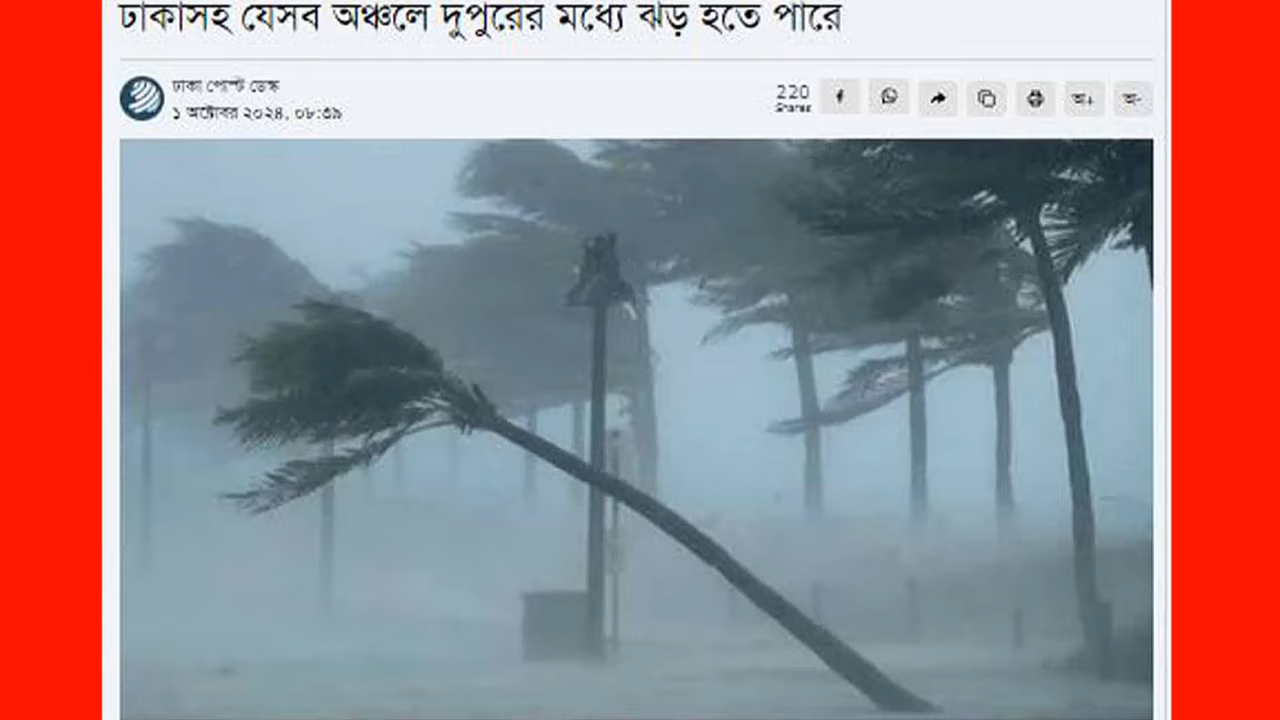 ঢাকাসহ যেসব অঞ্চলে দুপুরের মধ্যে ঝড় হতে পারে
ঢাকা পোস্ট ডেস্ক
১ অক্টোবর ২০২৪, ০৮:৩৯
220
Shares
অ+ অ-